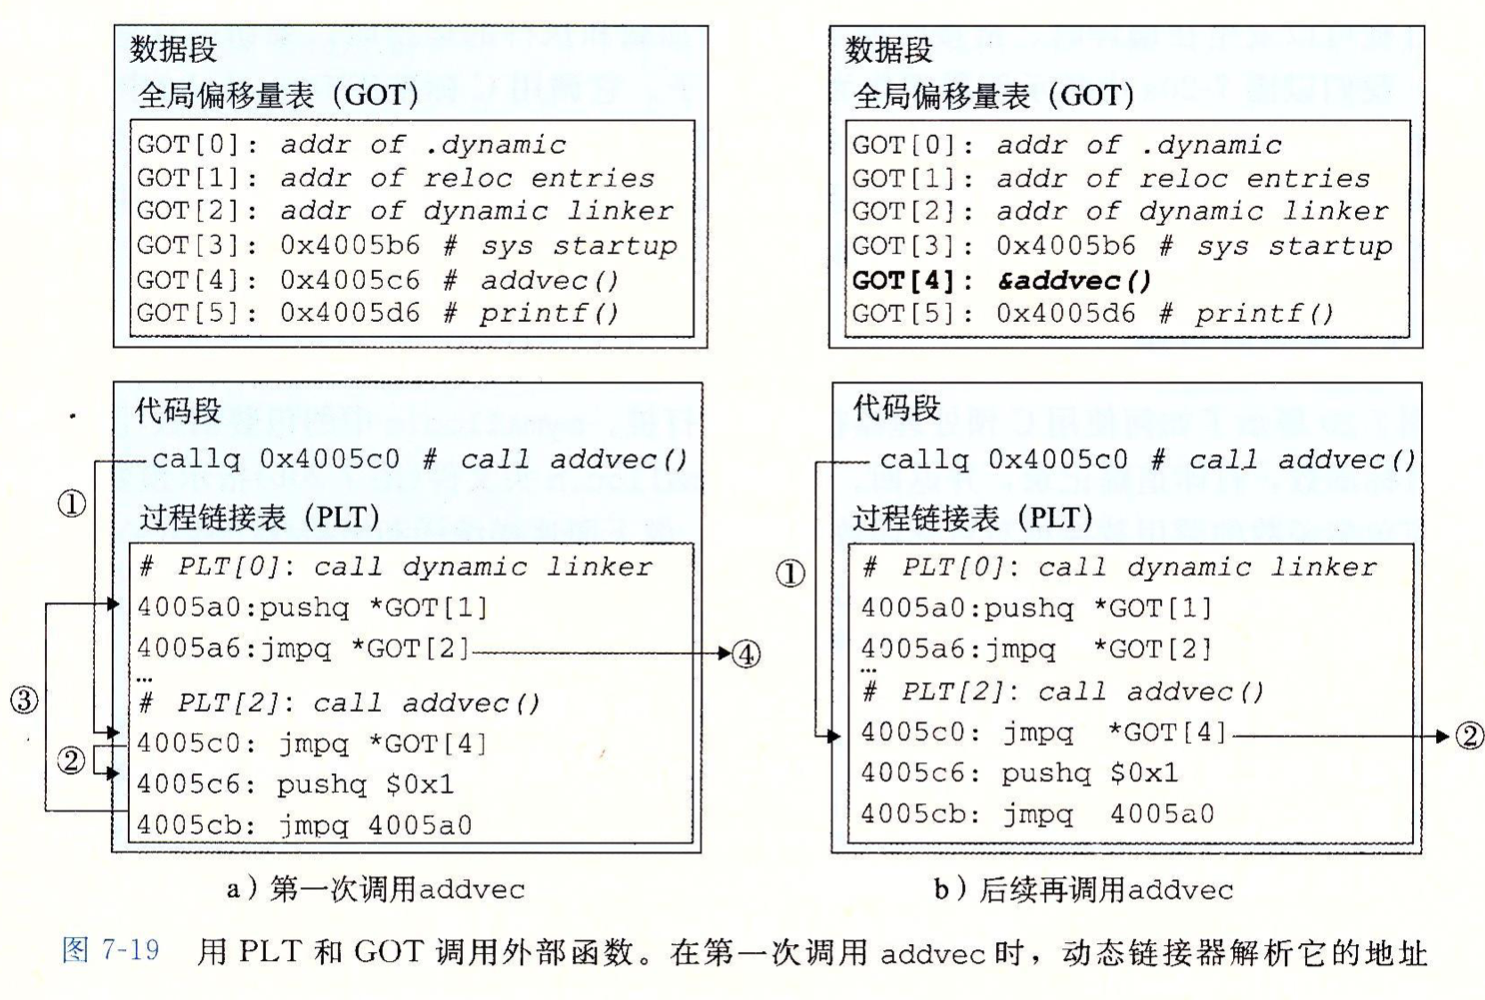 数据段
全局偏移量表（GOT）
GOT[0]: addr of .dynamic
GOT[1]: addr of reloc entries
GOT[2]: addr of dynamic linker
GOT[3]: 0x4005b6 # sys startup
GOT[4]: 0x4005c6 # addvec()
GOT[5]: 0x4005d6 # printf()
代码段
callq 0x4005c0 # call addvec()
①
过程链接表（PLT）
# PLT[0]: call dynamic linker
4005a0:pushq *GOT[1]
4005a6:jmpq *GOT[2]
④
…
③
# PLT[2]: call addvec()
4005c0: jmpq *GOT[4]
②
4005c6: pushq $0x1
4005cb: jmpq 4005a0
a）第一次调用addvec
数据段
全局偏移量表（GOT）
GOT[0]: addr of .dynamic
GOT[1]: addr of reloc entries
GOT[2]: addr of dynamic linker
GOT[3]: 0x4005b6 # sys startup
GOT[4]: &addvec()
GOT[5]: 0x4005d6 # printf()
代码段
callq 0x4005c0 # call addvec()
过程链接表（PLT）
①
# PLT[0]: call dynamic linker
4005a0:pushq *GOT[1]
4005a6:jmpq *GOT[2]
…
# PLT[2]: call addvec()
4005c0: jmpq *GOT[4]
②
4005c6: pushq $0x1
4005cb: jmpq 4005a0
b）后续再调用addvec
图 7-19 用 PLT 和 GOT 调用外部函数。在第一次调用 addvec 时，动态链接器解析它的地址